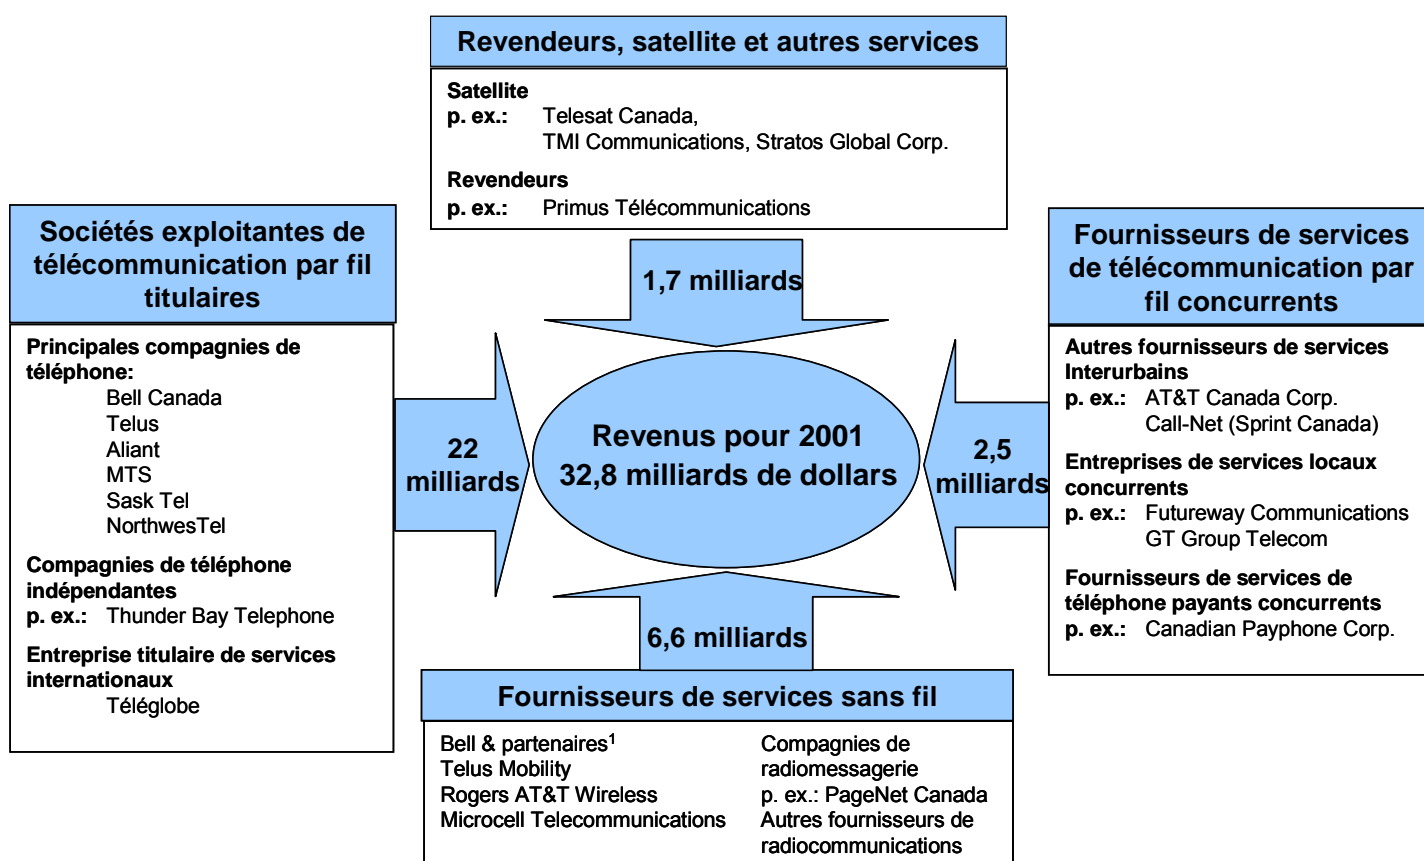 Revendeurs, satellite et autres services
Satellite
p. ex.: Telesat Canada,
TMI Communications, Stratos Global Corp.
Revendeurs
p. ex.: Primus Télécommunications
Sociétés exploitantes de
télécommunication par fil
titulaires
Principales compagnies de
téléphone:
Bell Canada
Telus
Aliant
MTS
Sask Tel
NorthwesTel
Compagnies de téléphone
indépendantes
p. ex.: Thunder Bay Telephone
Entreprise titulaire de services
internationaux
Téléglobe
1,7 milliards
22
milliards
Revenus pour 2001
32,8 milliards de dollars
2,5
milliards
6,6 milliards
Fournisseurs de services
de télécommunication par
fil concurrents
Autres fournisseurs de services
Interurbains
p. ex.: AT&T Canada Corp.
Call-Net (Sprint Canada)
Entreprises de services locaux
concurrents
p. ex.: Futureway Communications
GT Group Telecom
Fournisseurs de services de
téléphone payants concurrents
p. ex.: Canadian Payphone Corp.
Fournisseurs de services sans fil
Bell & partenaires¹
Telus Mobility
Rogers AT&T Wireless
Microcell Telecommunications
Compagnies de
radiomessagerie
p. ex.: PageNet Canada
Autres fournisseurs de
radiocommunications